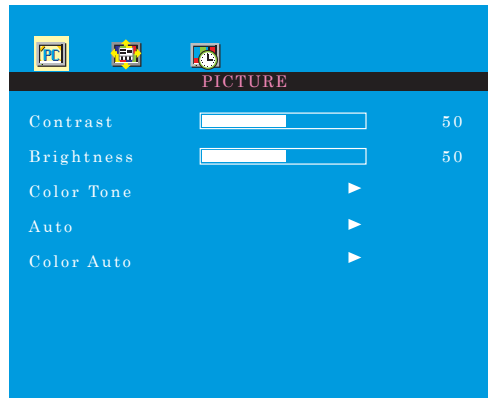 PC
PICTURE
Contrast 50
Brightness 50
Color Tone
Auto
Color Auto